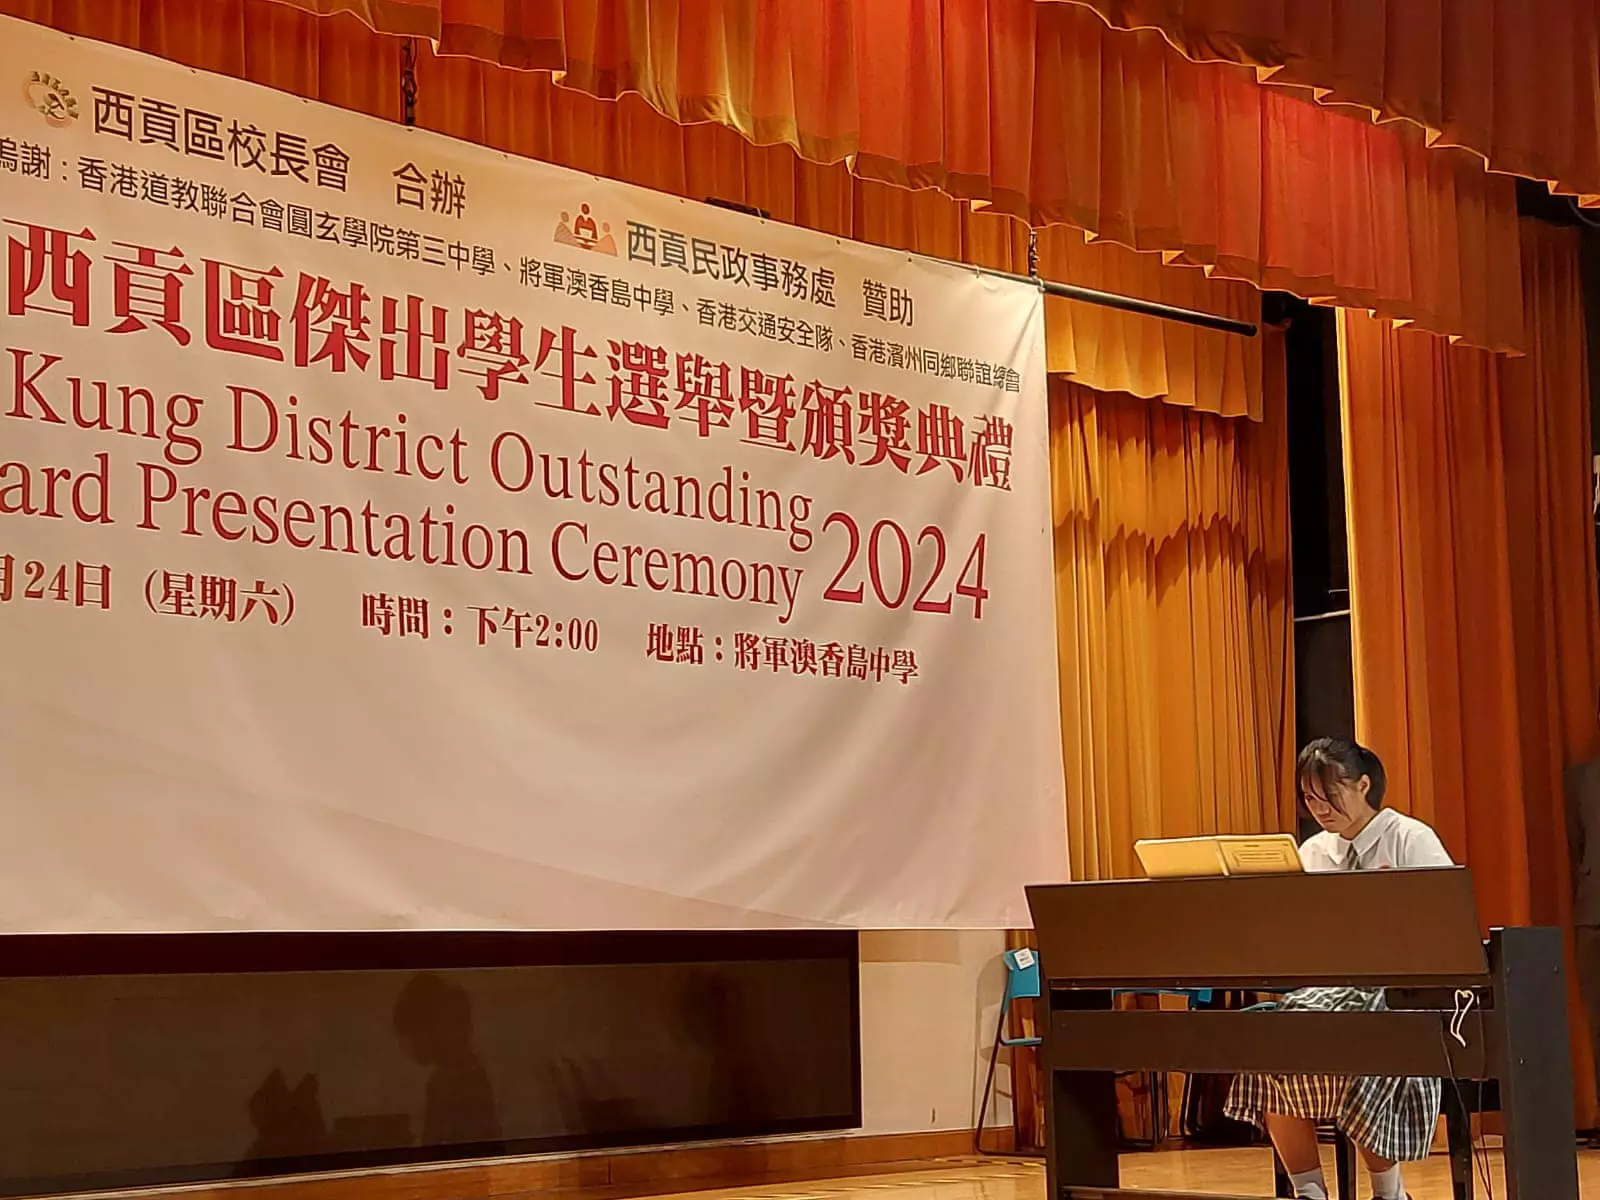 西貢區校長會 合辦 西貢民政事務處 贊助
鳴謝：香港道教聯合會圓玄學院第三中學、將軍澳香島中學、香港交通安全隊、香港濱州同鄉聯誼總會
西貢區傑出學生選舉暨頒獎典禮
Kung District Outstanding
ard Presentation Ceremony 2024
月24日（星期六） 時間：下午2:00 地點：將軍澳香島中學